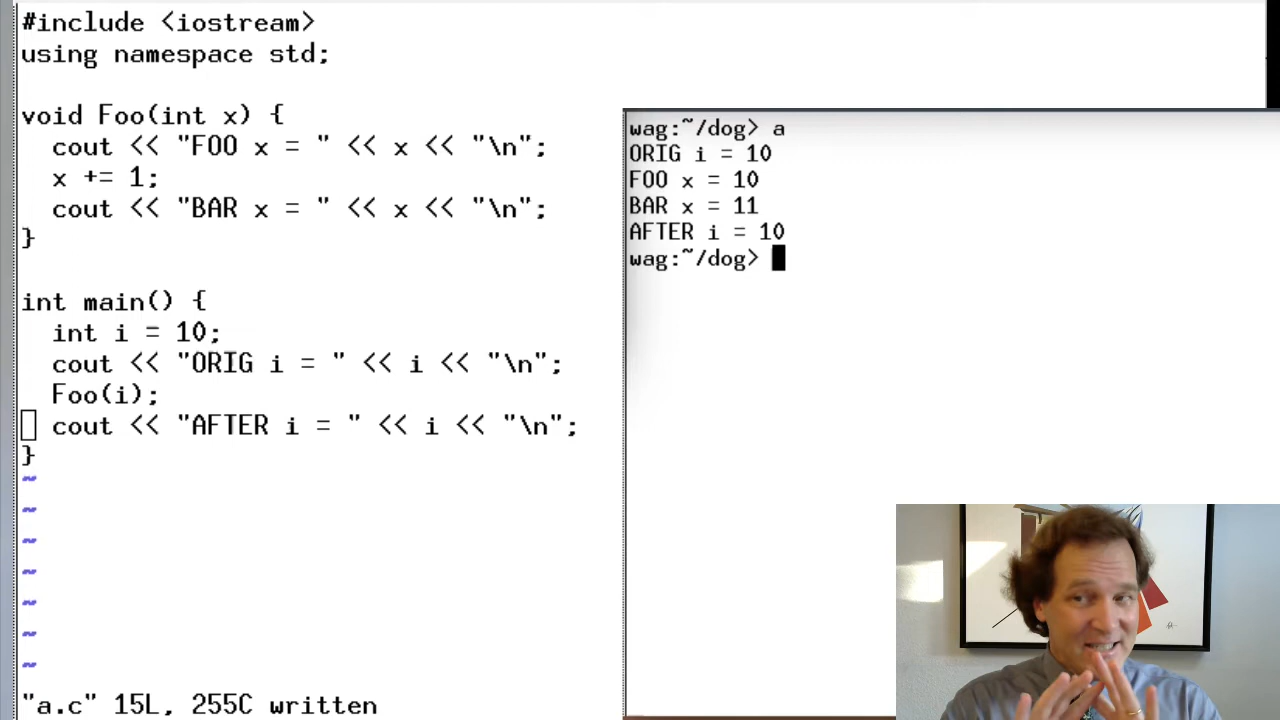 #include <iostream>
using namespace std;
void Foo(int x) {
  cout << "FOO x = " << x << "\n";
  x += 1;
  cout << "BAR x = " << x << "\n";
}
int main() {
  int i = 10;
  cout << "ORIG i = " << i << "\n";
  Foo(i);
  cout << "AFTER i = " << i << "\n";
}
~
~
~
~
~
~
~
"a.c" 15L, 255C written
wag:~/dog> a
ORIG i = 10
FOO x = 10
BAR x = 11
AFTER i = 10
wag:~/dog>